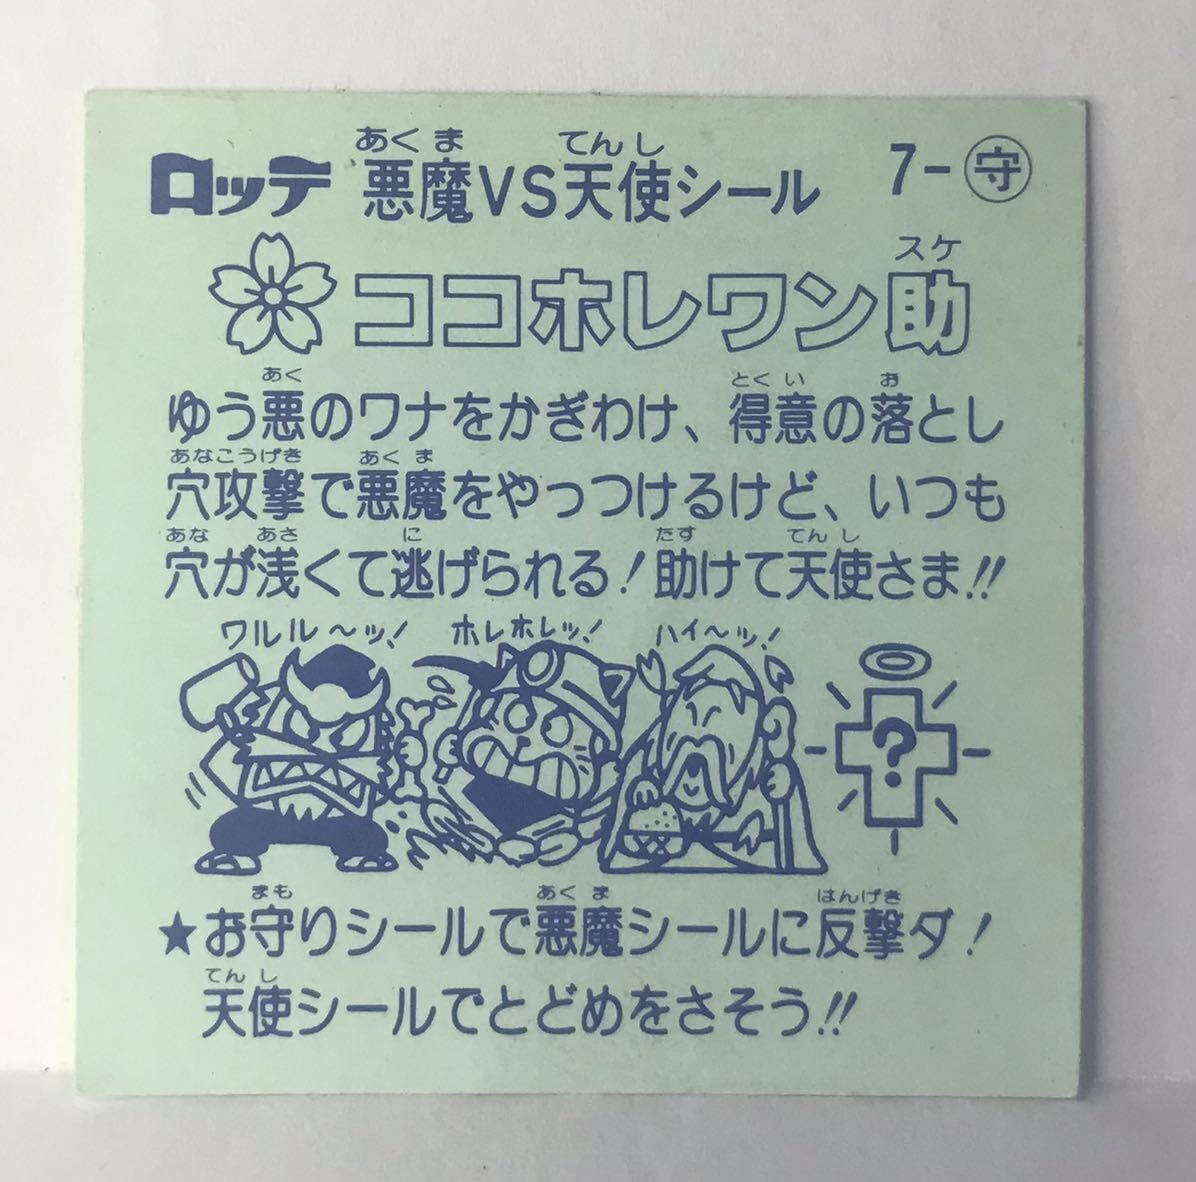 ロッテ 悪魔VS天使シール 7-守
あくま てんし
ココホレワン助
スケ
ゆう悪のワナをかぎわけ、得意の落とし
あく とくい お
穴攻撃で悪魔をやっつけるけど、いつも
あなこうげき あくま
穴が浅くて逃げられる!助けて天使さま!!
あな あさ に たす てんし
ワルル〜ッ! ホレホレッ! ハイ〜ッ!
?
★お守りシールで悪魔シールに反撃ダ!
まも あくま はんげき
天使シールでとどめをさそう!!
てんし